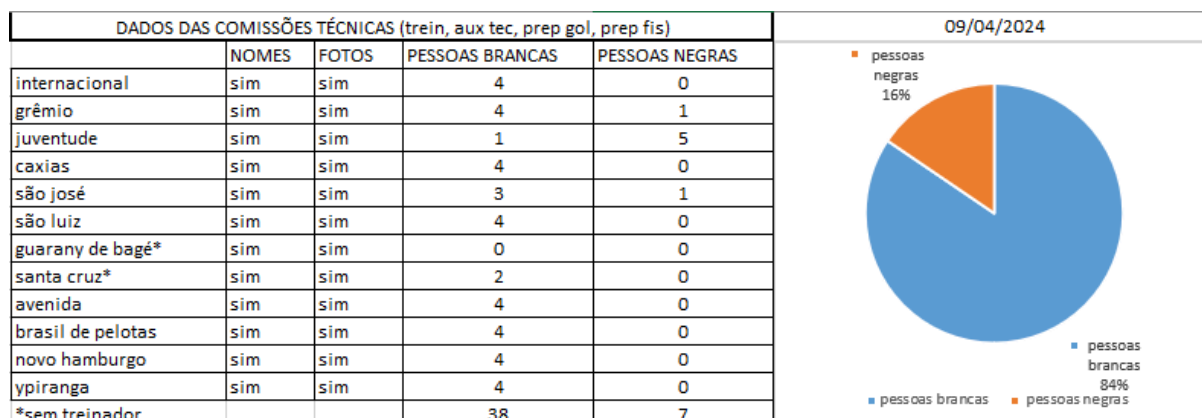 DADOS DAS COMISSÕES TÉCNICAS (trein, aux tec, prep gol, prep fis)
09/04/2024
NOMES FOTOS PESSOAS BRANCAS PESSOAS NEGRAS
internacional sim sim 4 0
grêmio sim sim 4 1
juventude sim sim 1 5
caxias sim sim 4 0
são josé sim sim 3 1
são luiz sim sim 4 0
guarany de bagé* sim sim 0 0
santa cruz* sim sim 2 0
avenida sim sim 4 0
brasil de pelotas sim sim 4 0
novo hamburgo sim sim 4 0
ypiranga sim sim 4 0
*sem treinador 38 7
pessoas
negras
16%
pessoas
brancas
84%
pessoas brancas pessoas negras